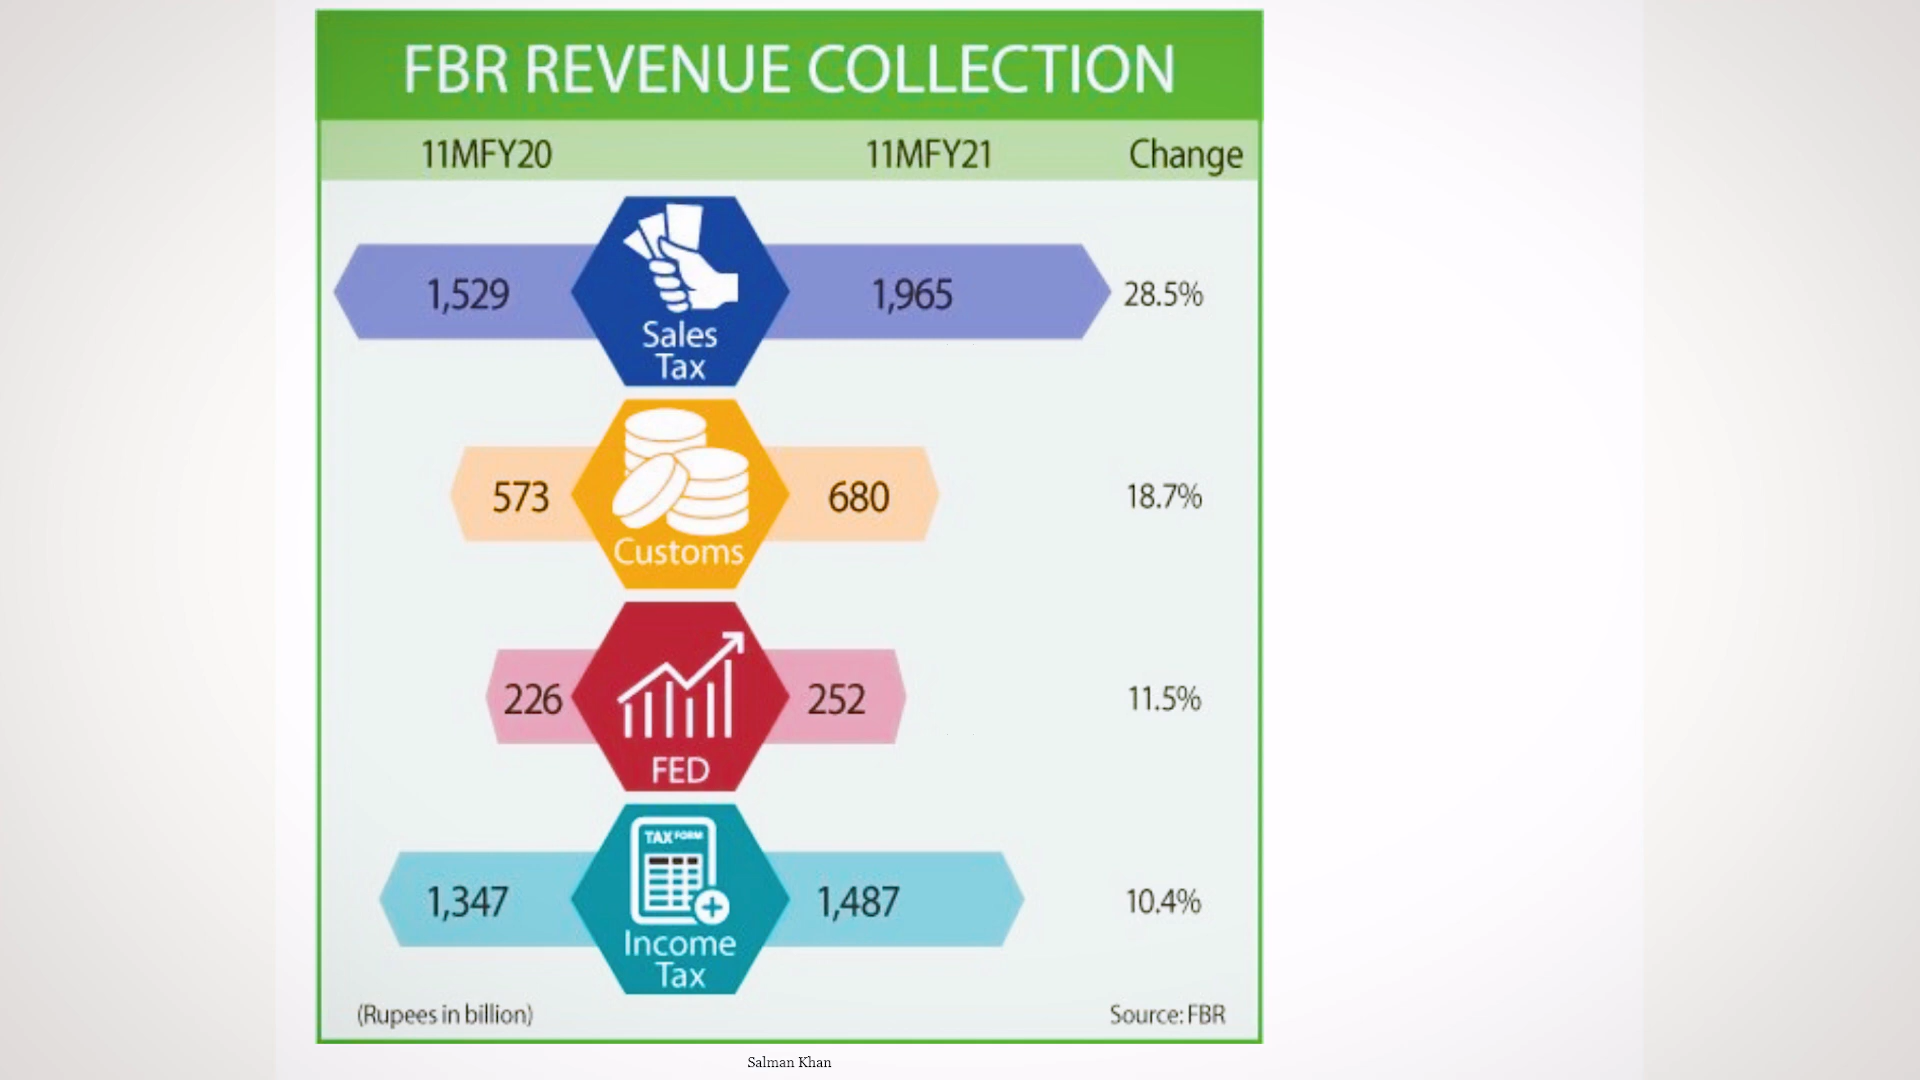 FBR REVENUE COLLECTION
11MFY20 11MFY21 Change
1,529 Sales Tax 1,965 28.5%
573 Customs 680 18.7%
226 FED 252 11.5%
TAX FORM
1,347 Income Tax 1,487 10.4%
(Rupees in billion) Source: FBR
Salman Khan